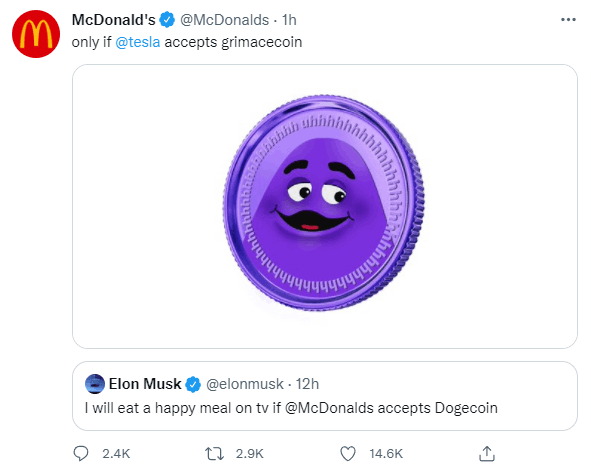 McDonald's @McDonalds · 1h
only if @tesla accepts grimacecoin
Elon Musk @elonmusk · 12h
I will eat a happy meal on tv if @McDonalds accepts Dogecoin
2.4K 2.9K 14.6K